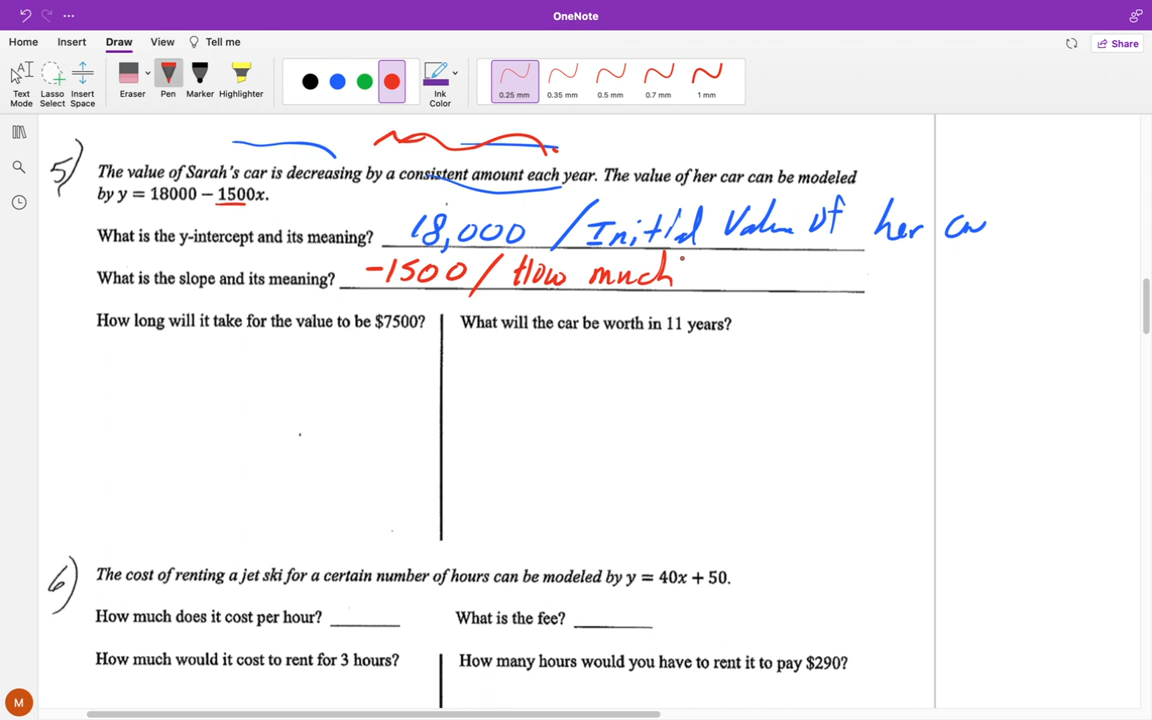 OneNote
Home Insert Draw View Tell me
Share
Text Mode
Lasso Select
Insert Space
Eraser
Pen
Marker
Highlighter
Ink Color
0.25 mm
0.35 mm
0.5 mm
0.7 mm
1 mm
5) The value of Sarah's car is decreasing by a consistent amount each year. The value of her car can be modeled
by y = 18000 – 1500x.
What is the y-intercept and its meaning? 18,000 / Initial Value of her car
What is the slope and its meaning? -1500 / How much
How long will it take for the value to be $7500?
What will the car be worth in 11 years?
6) The cost of renting a jet ski for a certain number of hours can be modeled by y = 40x + 50.
How much does it cost per hour? ________
What is the fee? ________
How much would it cost to rent for 3 hours?
How many hours would you have to rent it to pay $290?
M